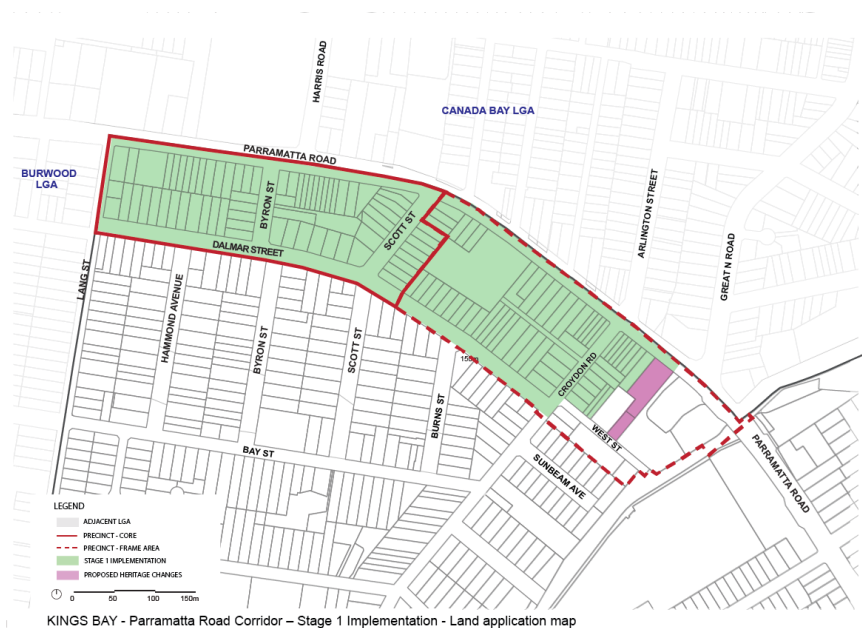 HARRIS ROAD
CANADA BAY LGA
PARRAMATTA ROAD
BURWOOD
LGA
BYRON ST
SCOTT ST
ARLINGTON STREET
GREAT N ROAD
DALMAR STREET
LANG ST
HAMMOND AVENUE
BYRON ST
SCOTT ST
150m
CROYDON RD
BURNS ST
WEST ST
BAY ST
SUNBEAM AVE
PARRAMATTA ROAD
LEGEND
ADJACENT LGA
PRECINCT - CORE
PRECINCT - FRAME AREA
STAGE 1 IMPLEMENTATION
PROPOSED HERITAGE CHANGES
0 50 100 150m
KINGS BAY - Parramatta Road Corridor – Stage 1 Implementation - Land application map